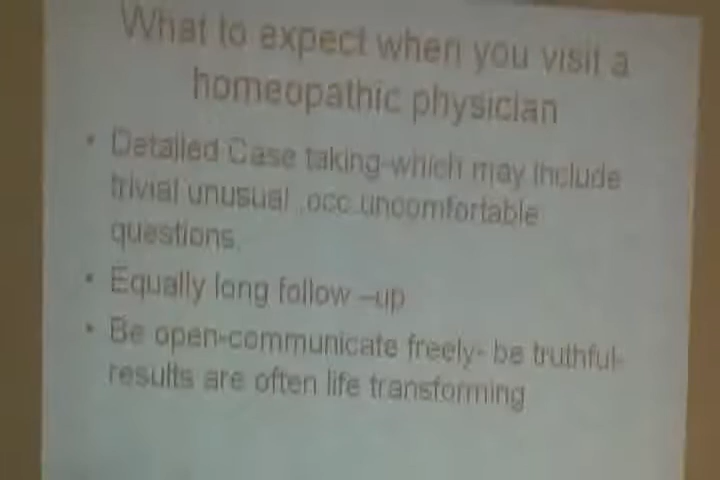 What to expect when you visit a
homeopathic physician
• Detailed Case taking-which may include
trivial unusual ,occ.uncomfortable
questions.
• Equally long follow –up
• Be open-communicate freely- be truthful-
results are often life transforming